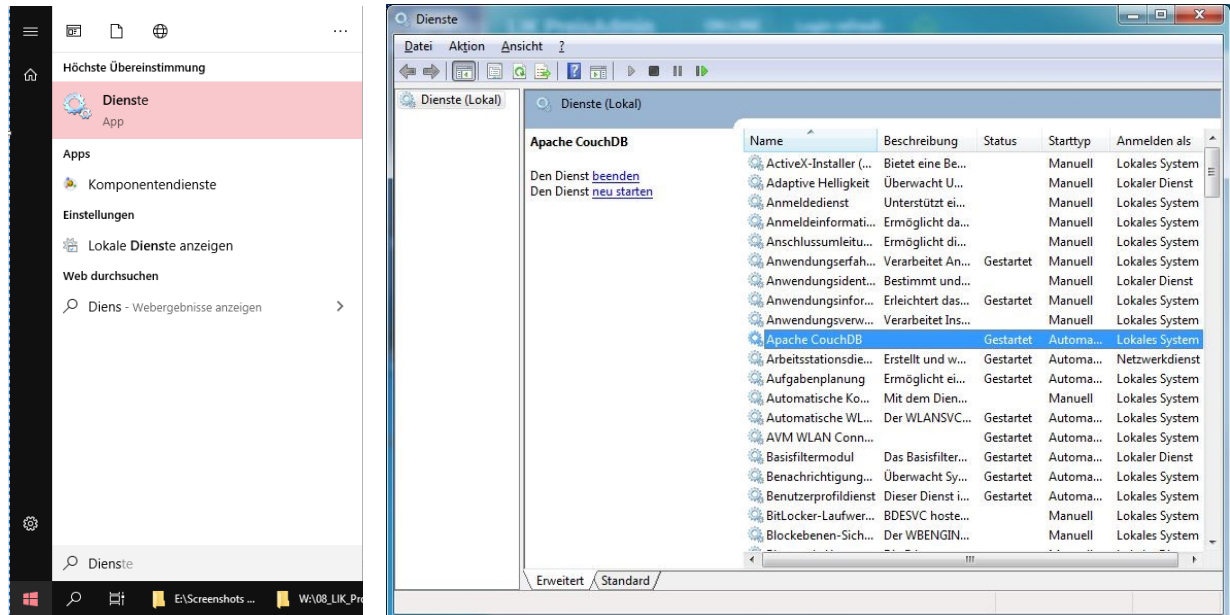 Höchste Übereinstimmung
Dienste
App
Apps
Komponentendienste
Einstellungen
Lokale Dienste anzeigen
Web durchsuchen
Diens - Webergebnisse anzeigen
Dienste
E:\Screenshots ...
W:\08_LIK_Pro
Dienste
Datei Aktion Ansicht ?
Dienste (Lokal)
Dienste (Lokal)
Apache CouchDB
Den Dienst beenden
Den Dienst neu starten
Name Beschreibung Status Starttyp Anmelden als
ActiveX-Installer (... Bietet eine Be... Manuell Lokales System
Adaptive Helligkeit Überwacht U... Manuell Lokaler Dienst
Anmeldedienst Unterstützt ei... Manuell Lokales System
Anmeldeinformati... Ermöglicht da... Manuell Lokales System
Anschlussumleitu... Ermöglicht di... Manuell Lokales System
Anwendungserfah... Verarbeitet An... Gestartet Manuell Lokales System
Anwendungsident... Bestimmt und... Manuell Lokaler Dienst
Anwendungsinfor... Erleichtert das... Gestartet Manuell Lokales System
Anwendungsverw... Verarbeitet Ins... Manuell Lokales System
Apache CouchDB Gestartet Automa... Lokales System
Arbeitsstationsdie... Erstellt und w... Gestartet Automa... Netzwerkdienst
Aufgabenplanung Ermöglicht ei... Gestartet Automa... Lokales System
Automatische Ko... Mit dem Dien... Manuell Lokales System
Automatische WL... Der WLANSVC... Gestartet Automa... Lokales System
AVM WLAN Conn... Gestartet Automa... Lokales System
Basisfiltermodul Das Basisfilter... Gestartet Automa... Lokaler Dienst
Benachrichtigung... Überwacht Sy... Gestartet Automa... Lokales System
Benutzerprofildienst Dieser Dienst i... Gestartet Automa... Lokales System
BitLocker-Laufwer... BDESVC hoste... Manuell Lokales System
Blockebenen-Sich... Der WBENGIN... Manuell Lokales System
Erweitert Standard